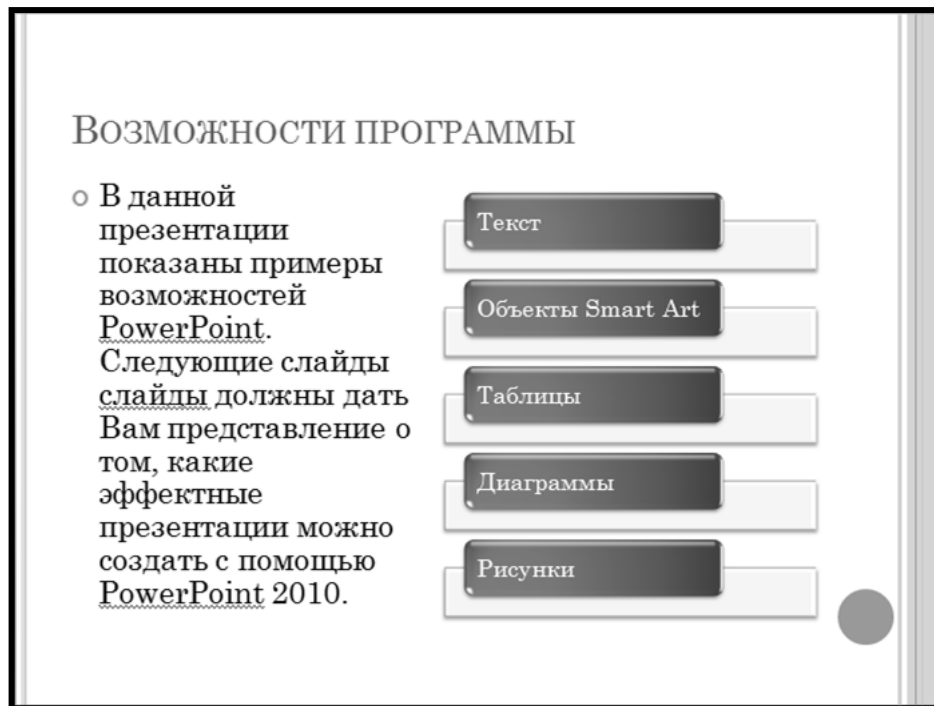 Возможности программы
В данной
презентации
показаны примеры
возможностей
PowerPoint.
Следующие слайды
слайды должны дать
Вам представление о
том, какие
эффектные
презентации можно
создать с помощью
PowerPoint 2010.
Текст
Объекты Smart Art
Таблицы
Диаграммы
Рисунки